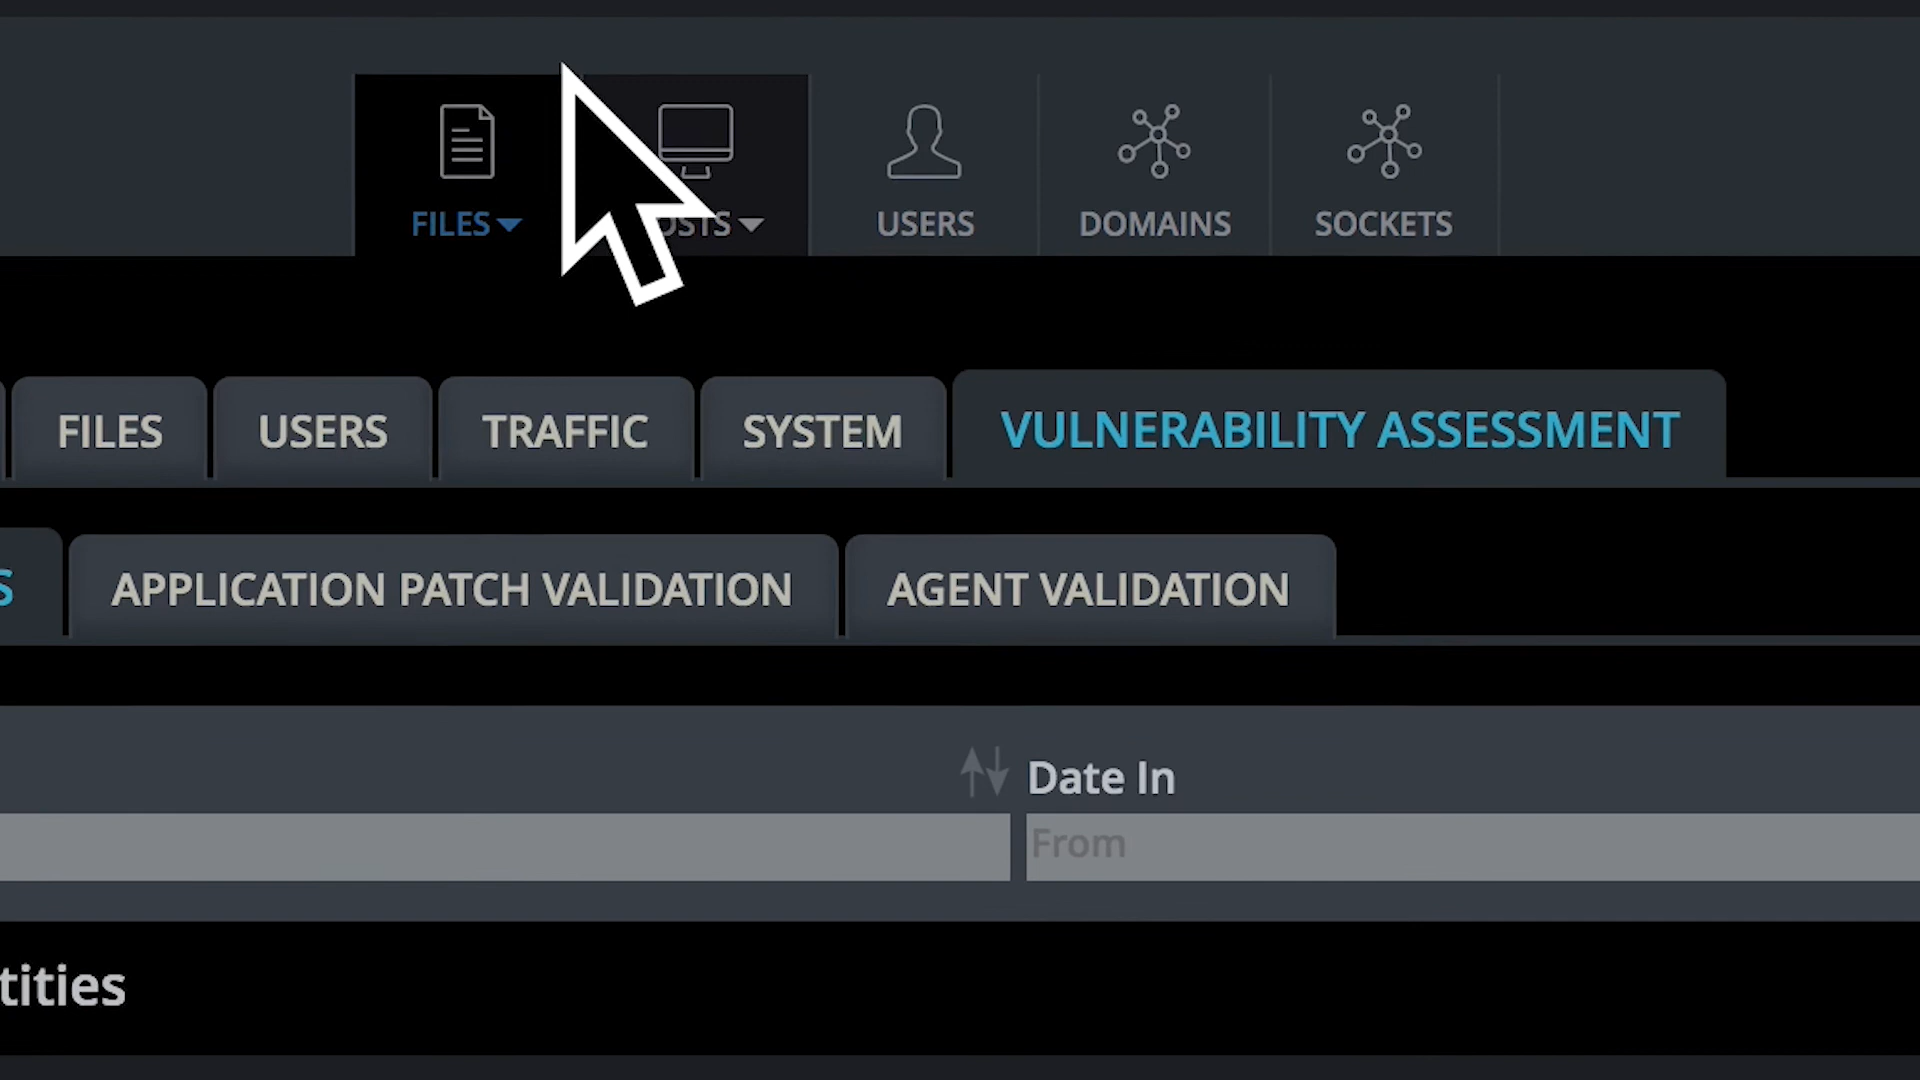 FILES
USERS
DOMAINS
SOCKETS
FILES
USERS
TRAFFIC
SYSTEM
VULNERABILITY ASSESSMENT
S
APPLICATION PATCH VALIDATION
AGENT VALIDATION
Date In
From
tities